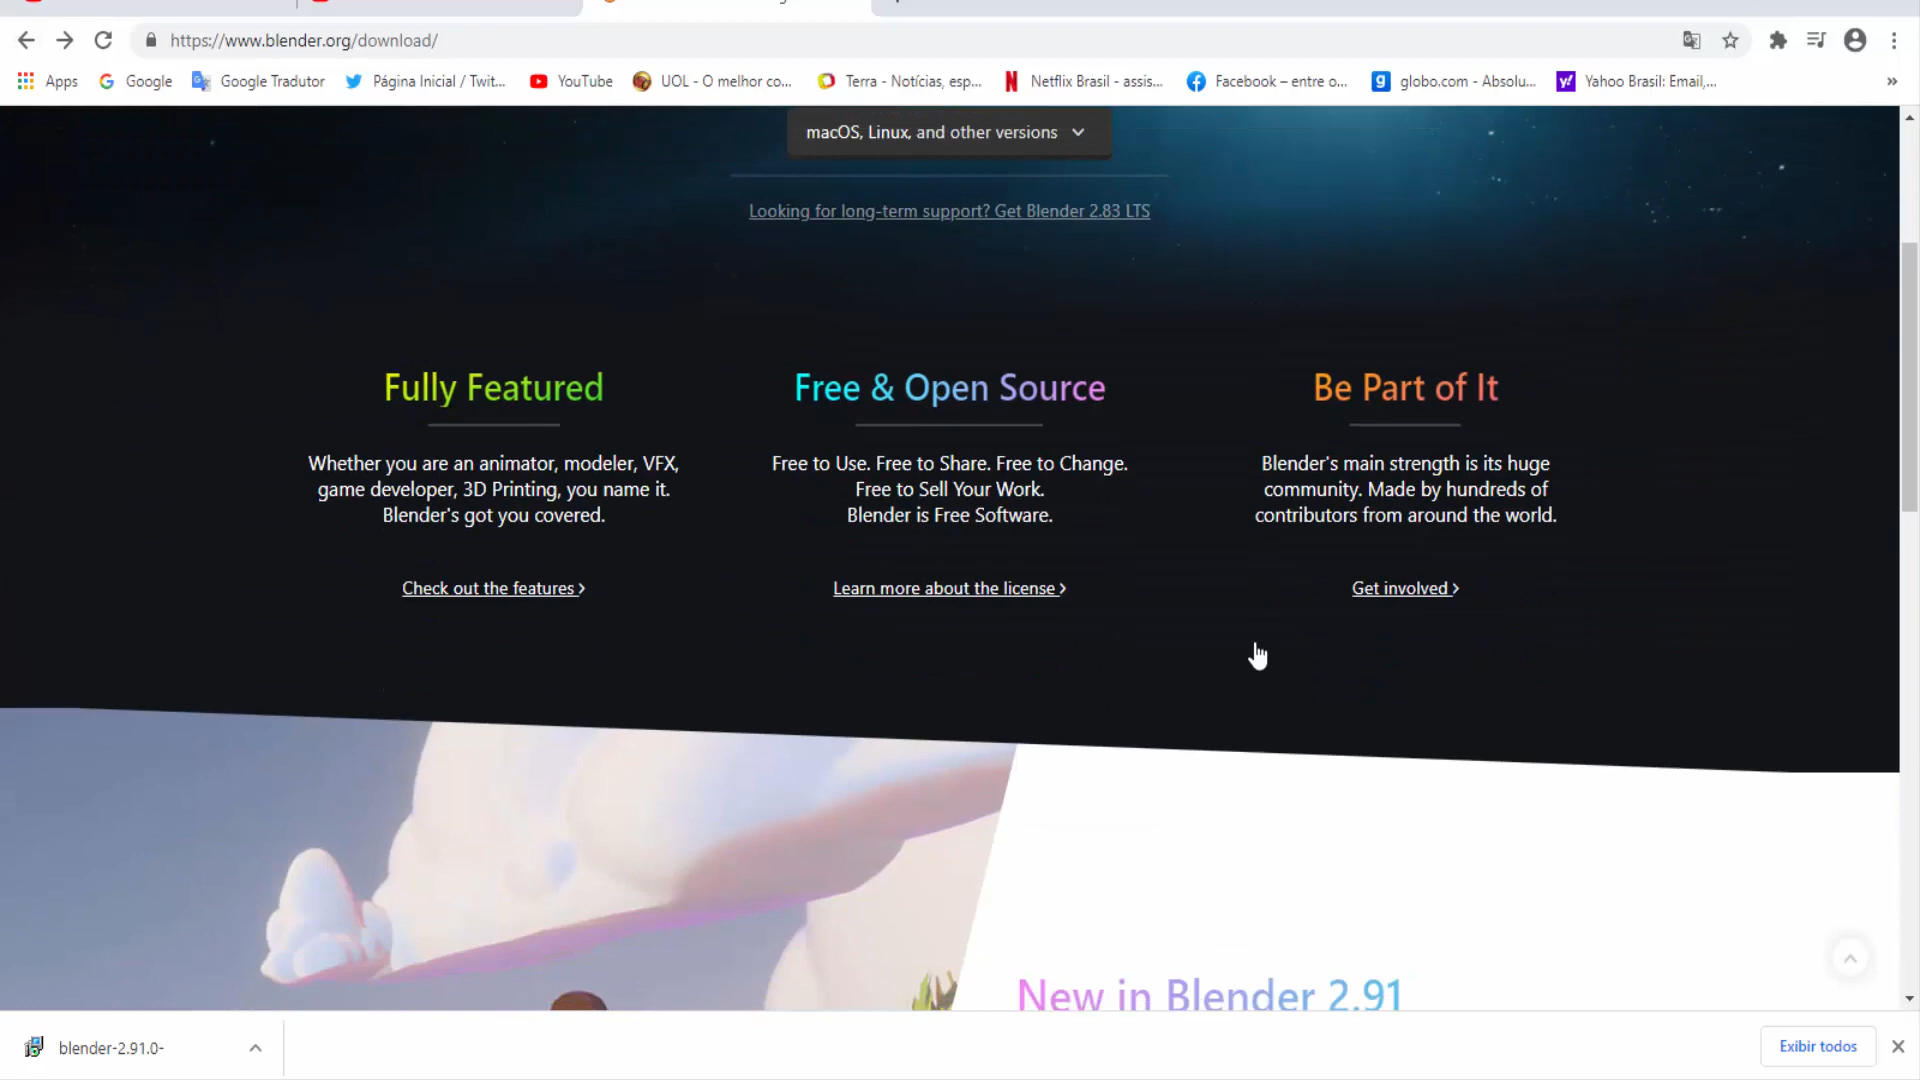 https://www.blender.org/download/
Apps
Google
Google Tradutor
Página Inicial / Twit...
YouTube
UOL - O melhor co...
Terra - Notícias, esp...
Netflix Brasil - assis...
Facebook – entre o...
globo.com - Absolu...
Yahoo Brasil: Email,...
macOS, Linux, and other versions
Looking for long-term support? Get Blender 2.83 LTS
Fully Featured
Whether you are an animator, modeler, VFX,
game developer, 3D Printing, you name it.
Blender's got you covered.
Check out the features
Free & Open Source
Free to Use. Free to Share. Free to Change.
Free to Sell Your Work.
Blender is Free Software.
Learn more about the license
Be Part of It
Blender's main strength is its huge
community. Made by hundreds of
contributors from around the world.
Get involved
New in Blender 2.91
blender-2.91.0-
Exibir todos